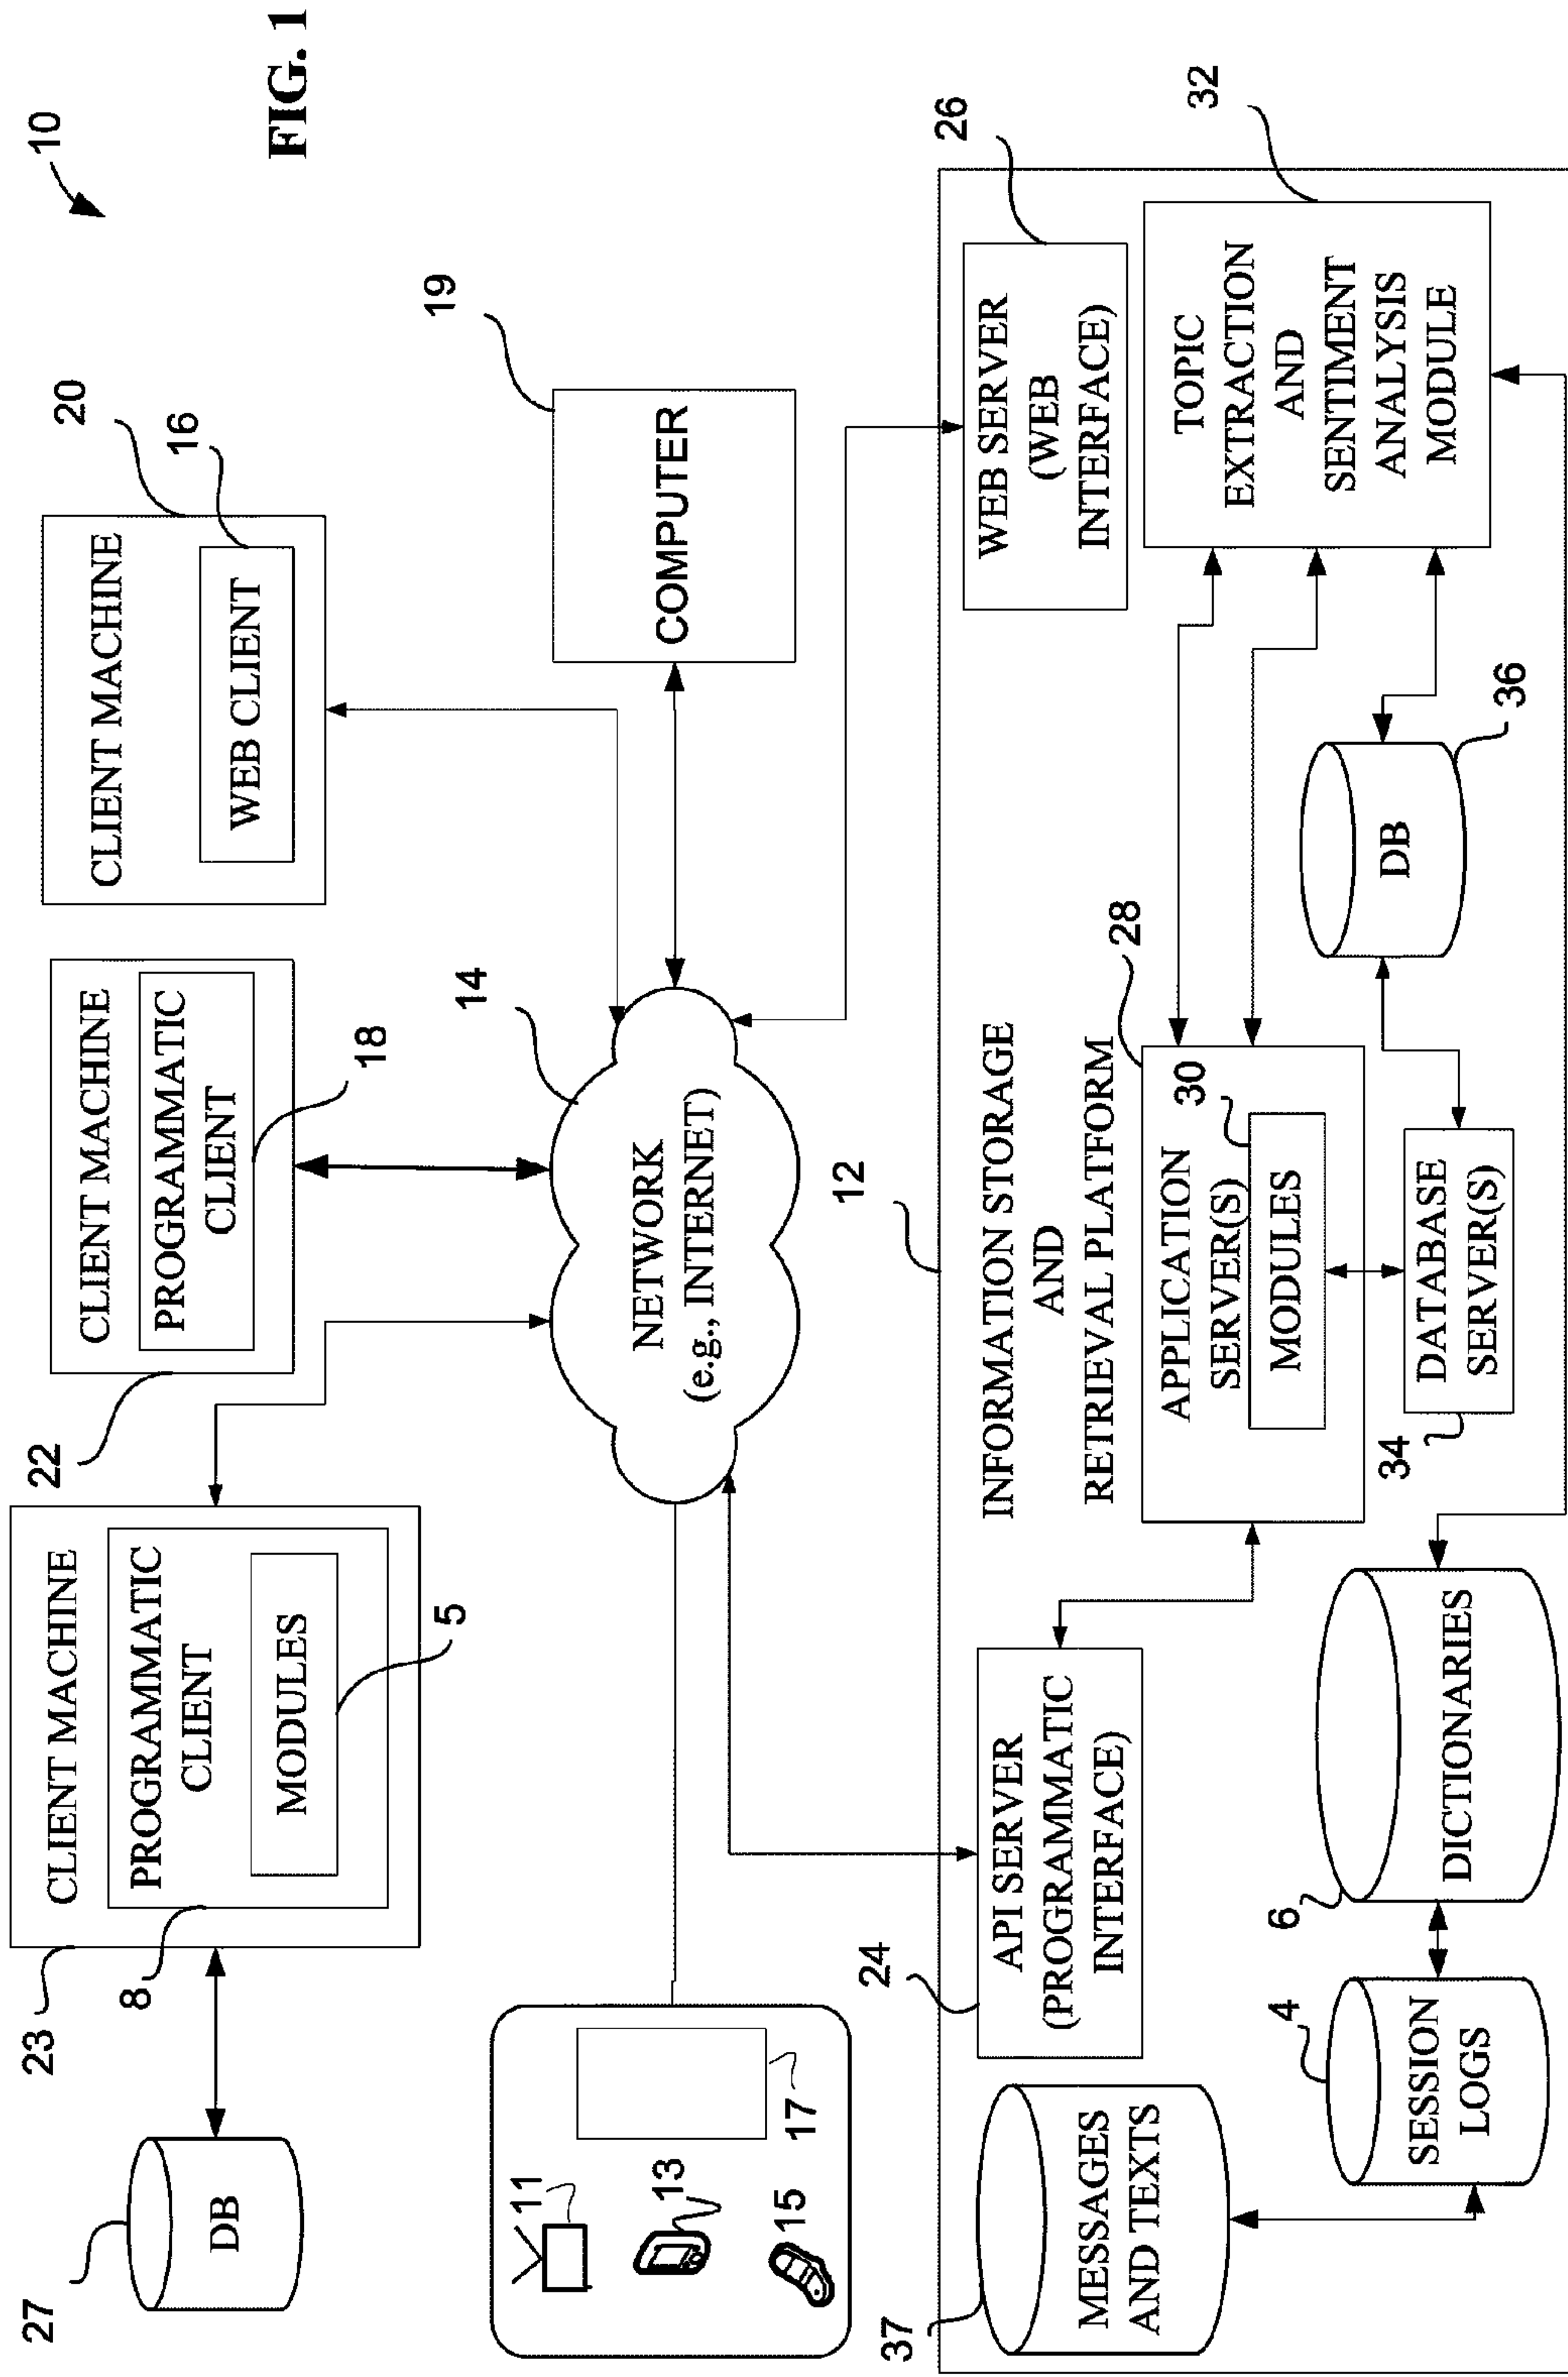 FIG. 1
10
27
DB
23
8
CLIENT MACHINE
PROGRAMMATIC
CLIENT
MODULES
5
22
CLIENT MACHINE
PROGRAMMATIC
CLIENT
18
CLIENT MACHINE
WEB CLIENT
20
16
11
13
15
17
14
NETWORK
(e.g., INTERNET)
COMPUTER
19
12
INFORMATION STORAGE
AND
RETRIEVAL PLATFORM
37
MESSAGES
AND TEXTS
24
API SERVER
(PROGRAMMATIC
INTERFACE)
WEB SERVER
(WEB
INTERFACE)
26
28
APPLICATION
SERVER(S)
30
MODULES
TOPIC
EXTRACTION
AND
SENTIMENT
ANALYSIS
MODULE
32
4
SESSION
LOGS
6
DICTIONARIES
34
DATABASE
SERVER(S)
DB
36